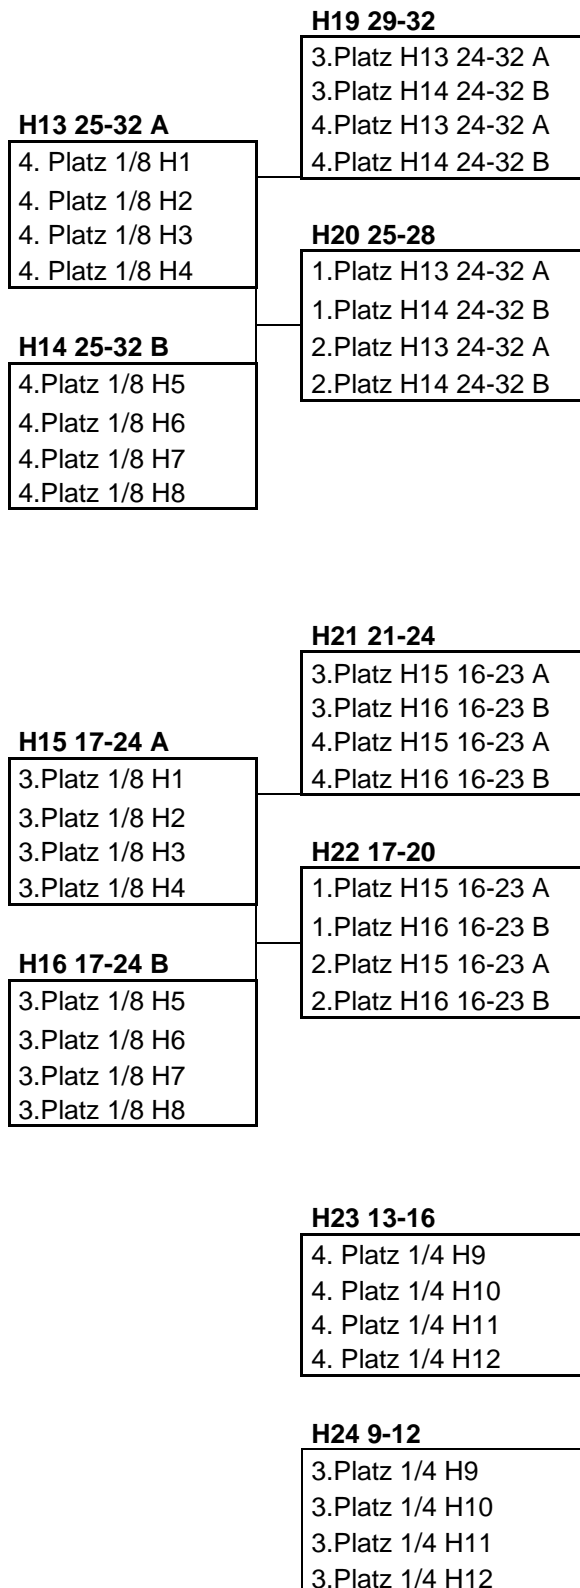 H19 29-32
3.Platz H13 24-32 A
3.Platz H14 24-32 B
4.Platz H13 24-32 A
4.Platz H14 24-32 B
H13 25-32 A
4. Platz 1/8 H1
4. Platz 1/8 H2
4. Platz 1/8 H3
4. Platz 1/8 H4
H20 25-28
1.Platz H13 24-32 A
1.Platz H14 24-32 B
2.Platz H13 24-32 A
2.Platz H14 24-32 B
H14 25-32 B
4.Platz 1/8 H5
4.Platz 1/8 H6
4.Platz 1/8 H7
4.Platz 1/8 H8
H21 21-24
3.Platz H15 16-23 A
3.Platz H16 16-23 B
4.Platz H15 16-23 A
4.Platz H16 16-23 B
H15 17-24 A
3.Platz 1/8 H1
3.Platz 1/8 H2
3.Platz 1/8 H3
3.Platz 1/8 H4
H22 17-20
1.Platz H15 16-23 A
1.Platz H16 16-23 B
2.Platz H15 16-23 A
2.Platz H16 16-23 B
H16 17-24 B
3.Platz 1/8 H5
3.Platz 1/8 H6
3.Platz 1/8 H7
3.Platz 1/8 H8
H23 13-16
4. Platz 1/4 H9
4. Platz 1/4 H10
4. Platz 1/4 H11
4. Platz 1/4 H12
H24 9-12
3.Platz 1/4 H9
3.Platz 1/4 H10
3.Platz 1/4 H11
3.Platz 1/4 H12